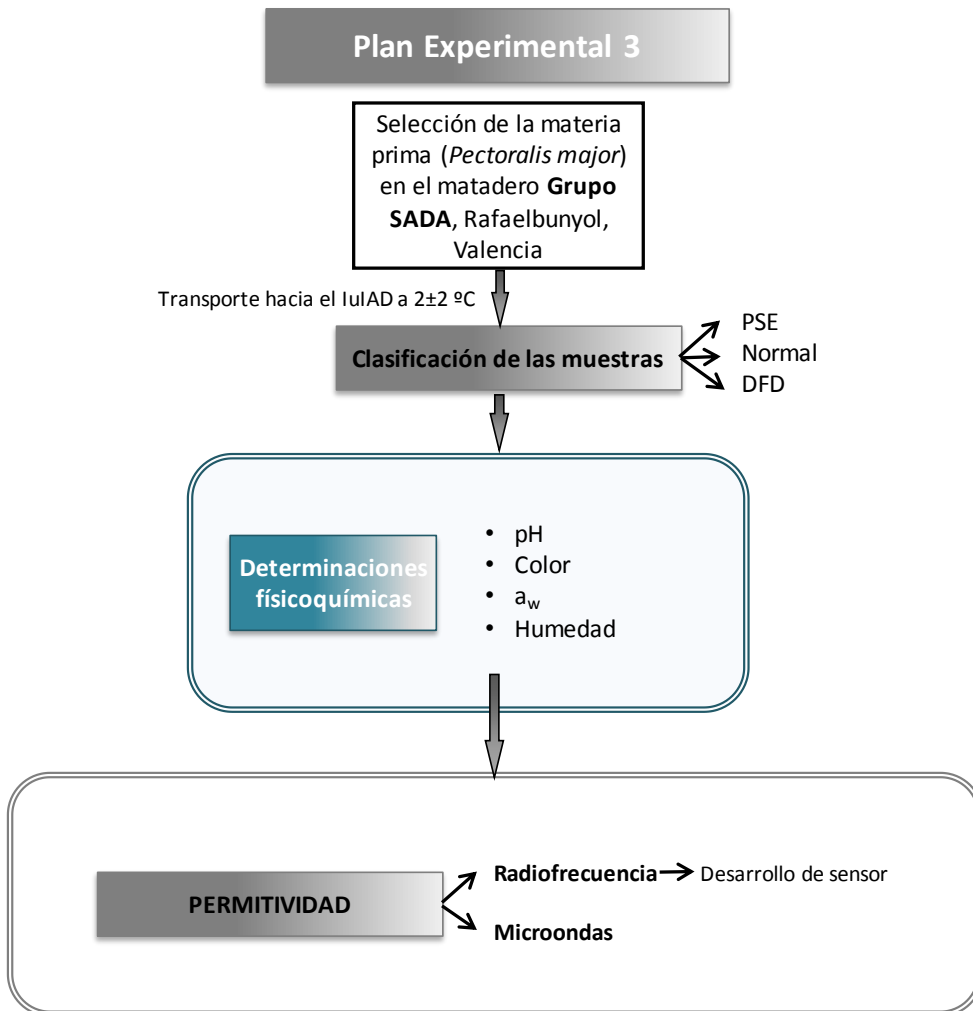 Plan Experimental 3
Selección de la materia
prima (Pectoralis major)
en el matadero Grupo
SADA, Rafaelbunyol,
Valencia
Transporte hacia el IuIAD a 2±2 ºC
Clasificación de las muestras
PSE
Normal
DFD
Determinaciones
físicoquímicas
• pH
• Color
• aw
• Humedad
PERMITIVIDAD
Radiofrecuencia
Desarrollo de sensor
Microondas